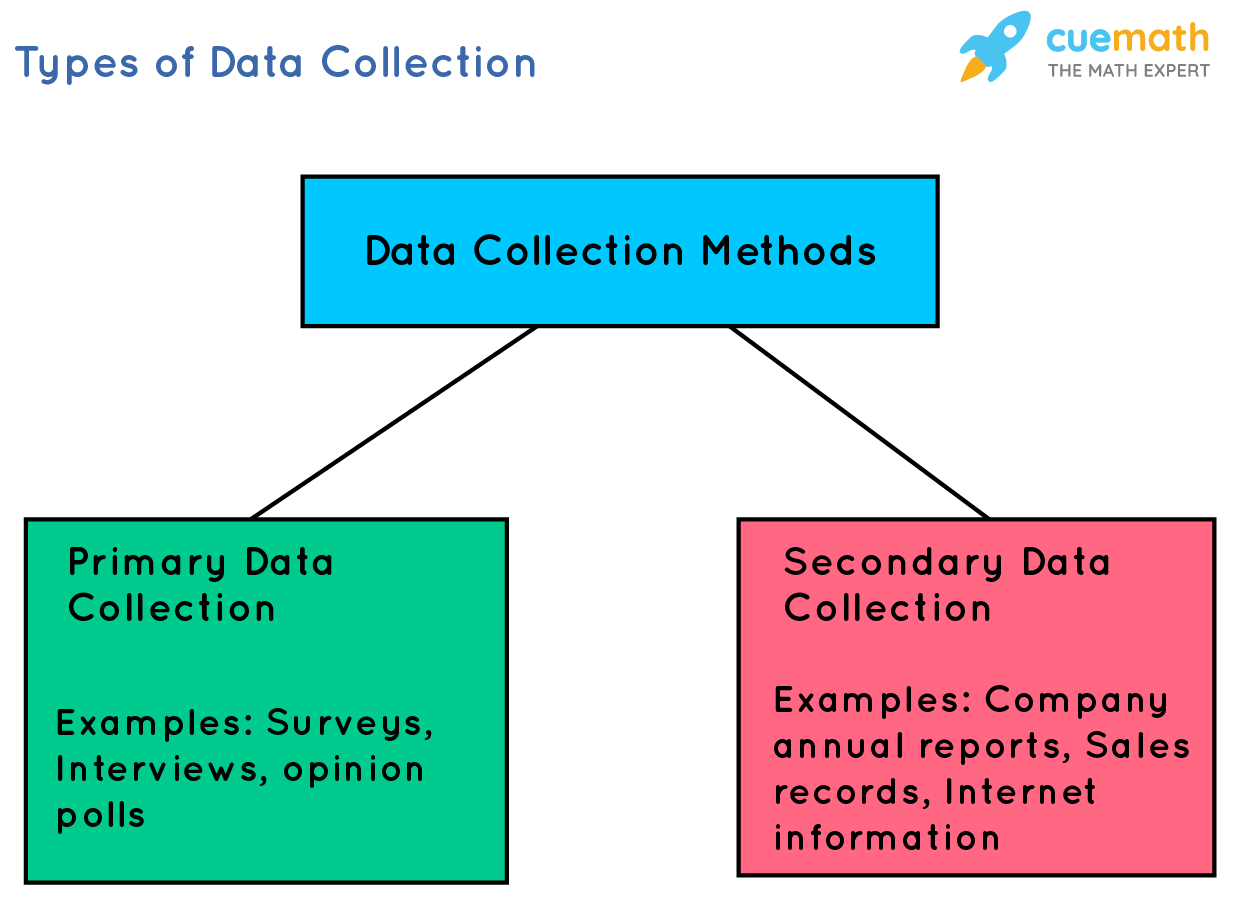 Types of Data Collection
cuemath
THE MATH EXPERT
Data Collection Methods
Primary Data
Collection
Examples: Surveys,
Interviews, opinion
polls
Secondary Data
Collection
Examples: Company
annual reports, Sales
records, Internet
information